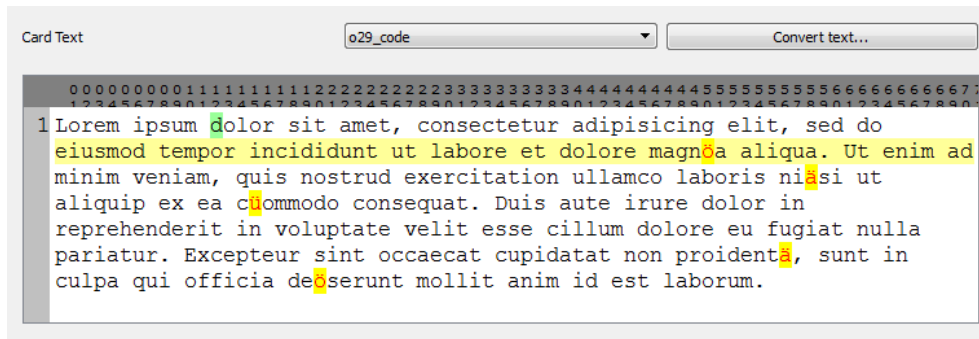 Card Text o29_code Convert text...
00000000011111111112222222222333333333344444444445555555555666666666677
1234567890123456789012345678901234567890123456789012345678901234567890
1 Lorem ipsum dolor sit amet, consectetur adipisicing elit, sed do
eiusmod tempor incididunt ut labore et dolore magnöa aliqua. Ut enim ad
minim veniam, quis nostrud exercitation ullamco laboris niäsi ut
aliquip ex ea cüommodo consequat. Duis aute irure dolor in
reprehenderit in voluptate velit esse cillum dolore eu fugiat nulla
pariatur. Excepteur sint occaecat cupidatat non proidentä, sunt in
culpa qui officia deöserunt mollit anim id est laborum.